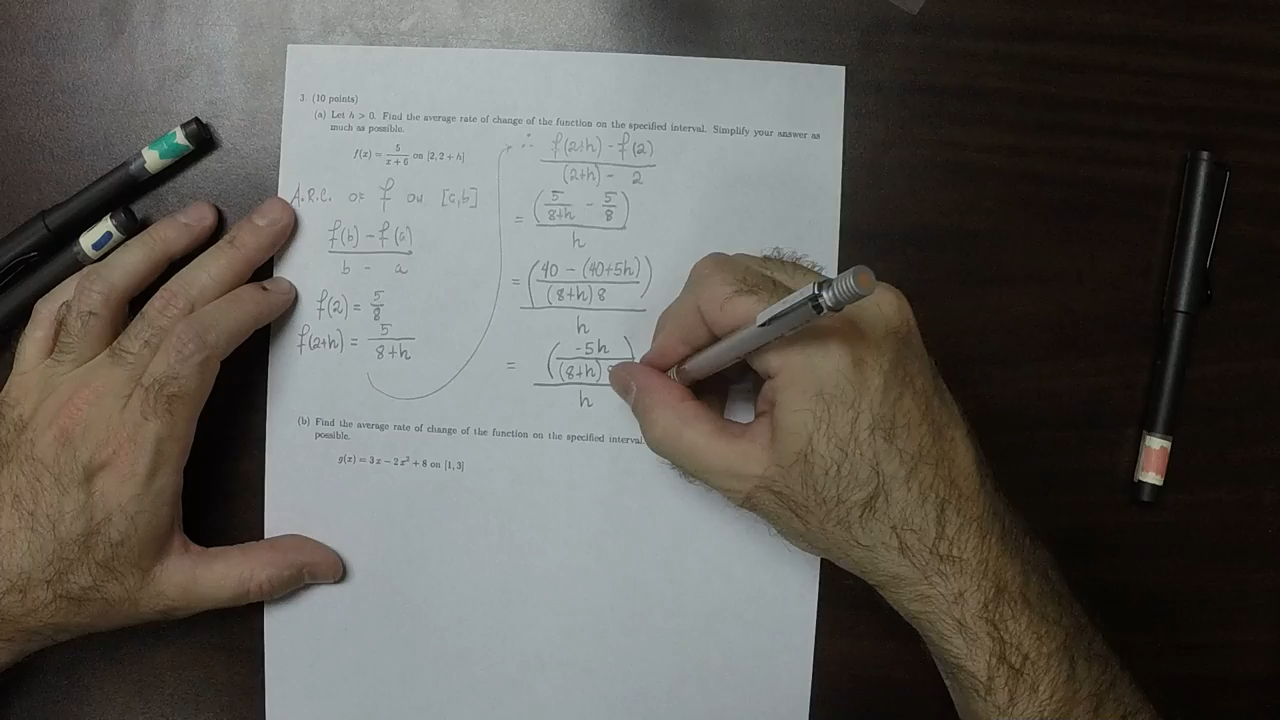 3. (10 points)
(a) Let h > 0. Find the average rate of change of the function on the specified interval. Simplify your answer as
much as possible.
f(x) = 5/(x + 6) on [2, 2 + h]
A.R.C. OF f ON [a,b]
(f(b) - f(a))/(b - a)
f(2) = 5/8
f(2+h) = 5/(8+h)
∴ (f(2+h) - f(2))/((2+h) - 2)
= (5/(8+h) - 5/8)/h
= ((40 - (40+5h))/((8+h)8))/h
= (-5h/((8+h)8))/h
(b) Find the average rate of change of the function on the specified interval.
possible.
g(x) = 3x − 2x² + 8 on [1, 3]